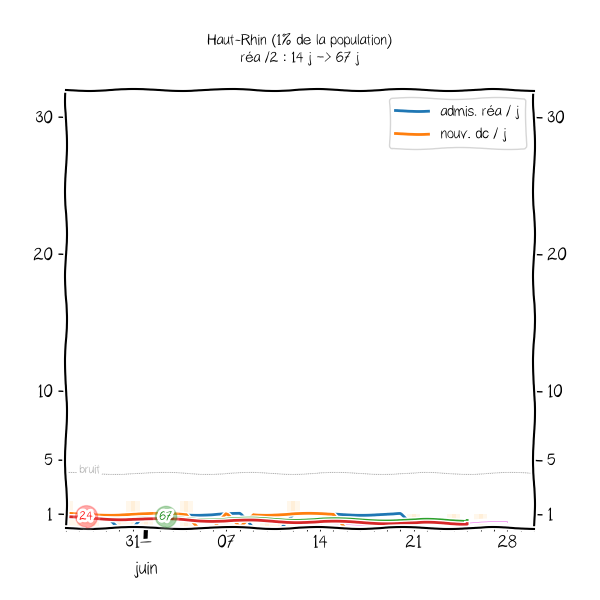 Haut-Rhin (1% de la population)
réa /2 : 14 j -> 67 j
admis. réa / j
nouv. dc / j
30 30
20 20
10 10
5 5
bruit
1 1
24 67
31 07 14 21 28
juin